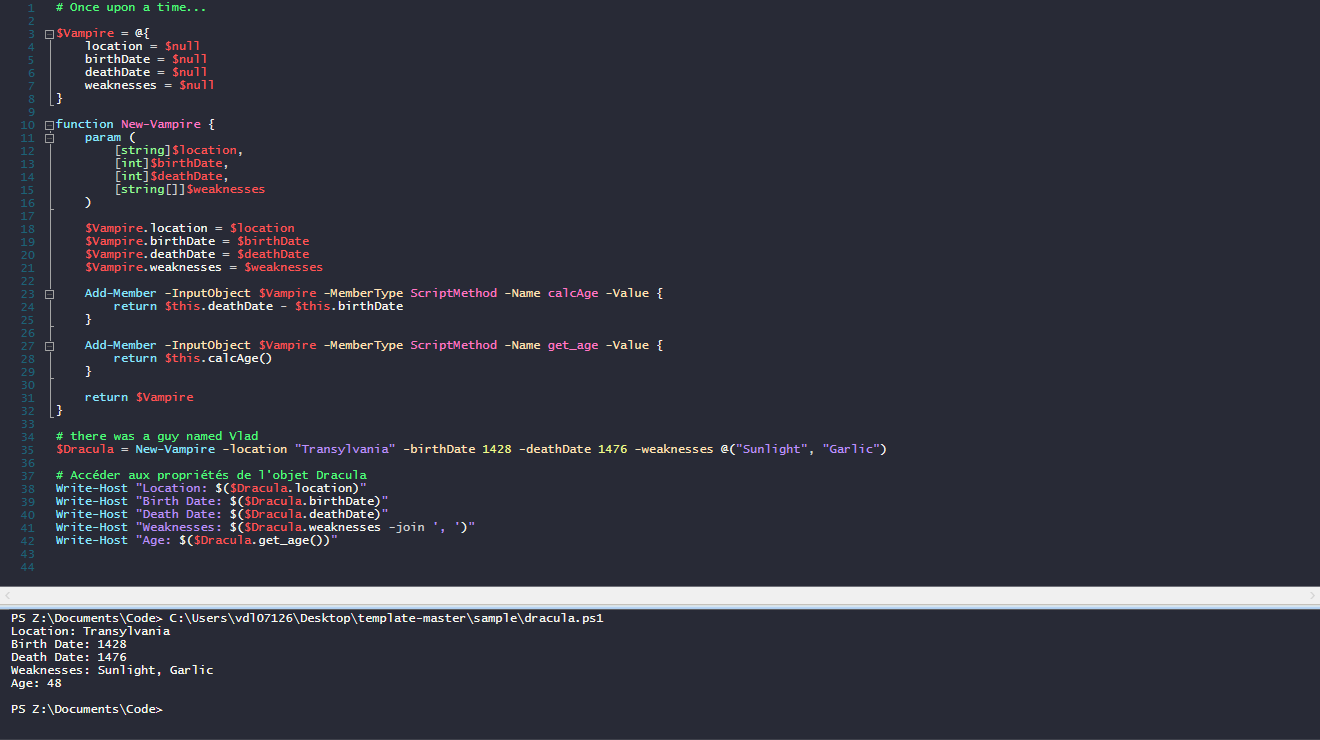 1 # Once upon a time...
2
3 $Vampire = @{
4     location = $null
5     birthDate = $null
6     deathDate = $null
7     weaknesses = $null
8 }
9
10 function New-Vampire {
11     param (
12         [string]$location,
13         [int]$birthDate,
14         [int]$deathDate,
15         [string[]]$weaknesses
16     )
17
18     $Vampire.location = $location
19     $Vampire.birthDate = $birthDate
20     $Vampire.deathDate = $deathDate
21     $Vampire.weaknesses = $weaknesses
22
23     Add-Member -InputObject $Vampire -MemberType ScriptMethod -Name calcAge -Value {
24         return $this.deathDate - $this.birthDate
25     }
26
27     Add-Member -InputObject $Vampire -MemberType ScriptMethod -Name get_age -Value {
28         return $this.calcAge()
29     }
30
31     return $Vampire
32 }
33
34 # there was a guy named Vlad
35 $Dracula = New-Vampire -location "Transylvania" -birthDate 1428 -deathDate 1476 -weaknesses @("Sunlight", "Garlic")
36
37 # Accéder aux propriétés de l'objet Dracula
38 Write-Host "Location: $($Dracula.location)"
39 Write-Host "Birth Date: $($Dracula.birthDate)"
40 Write-Host "Death Date: $($Dracula.deathDate)"
41 Write-Host "Weaknesses: $($Dracula.weaknesses -join ', ')"
42 Write-Host "Age: $($Dracula.get_age())"
43
44
PS Z:\Documents\Code> C:\Users\vdl07126\Desktop\template-master\sample\dracula.ps1
Location: Transylvania
Birth Date: 1428
Death Date: 1476
Weaknesses: Sunlight, Garlic
Age: 48
PS Z:\Documents\Code>